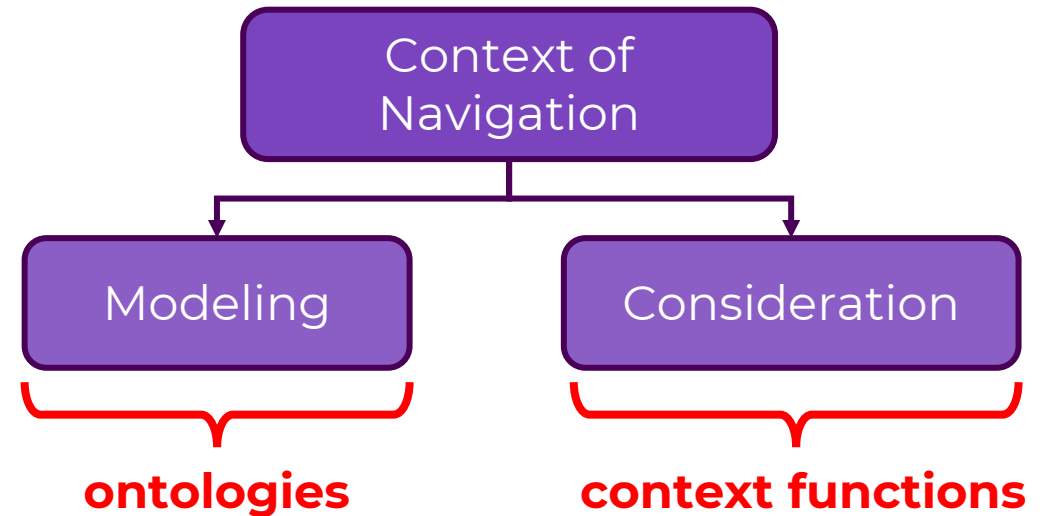 Context of
Navigation
Modeling
Consideration
ontologies
context functions